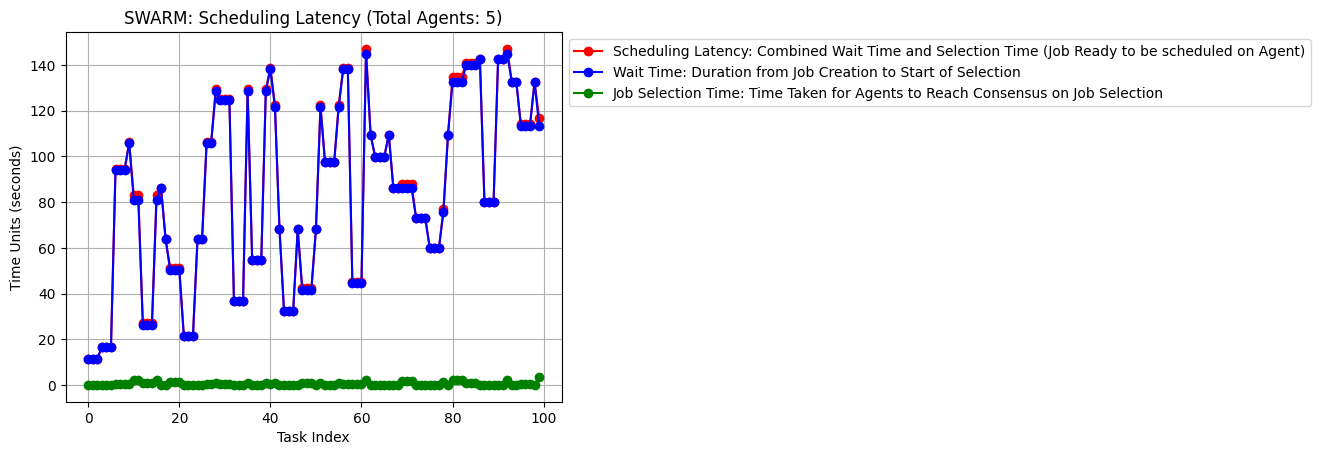 SWARM: Scheduling Latency (Total Agents: 5)
Scheduling Latency: Combined Wait Time and Selection Time (Job Ready to be scheduled on Agent)
Wait Time: Duration from Job Creation to Start of Selection
Job Selection Time: Time Taken for Agents to Reach Consensus on Job Selection
Time Units (seconds)
140
120
100
80
60
40
20
0
0 20 40 60 80 100
Task Index